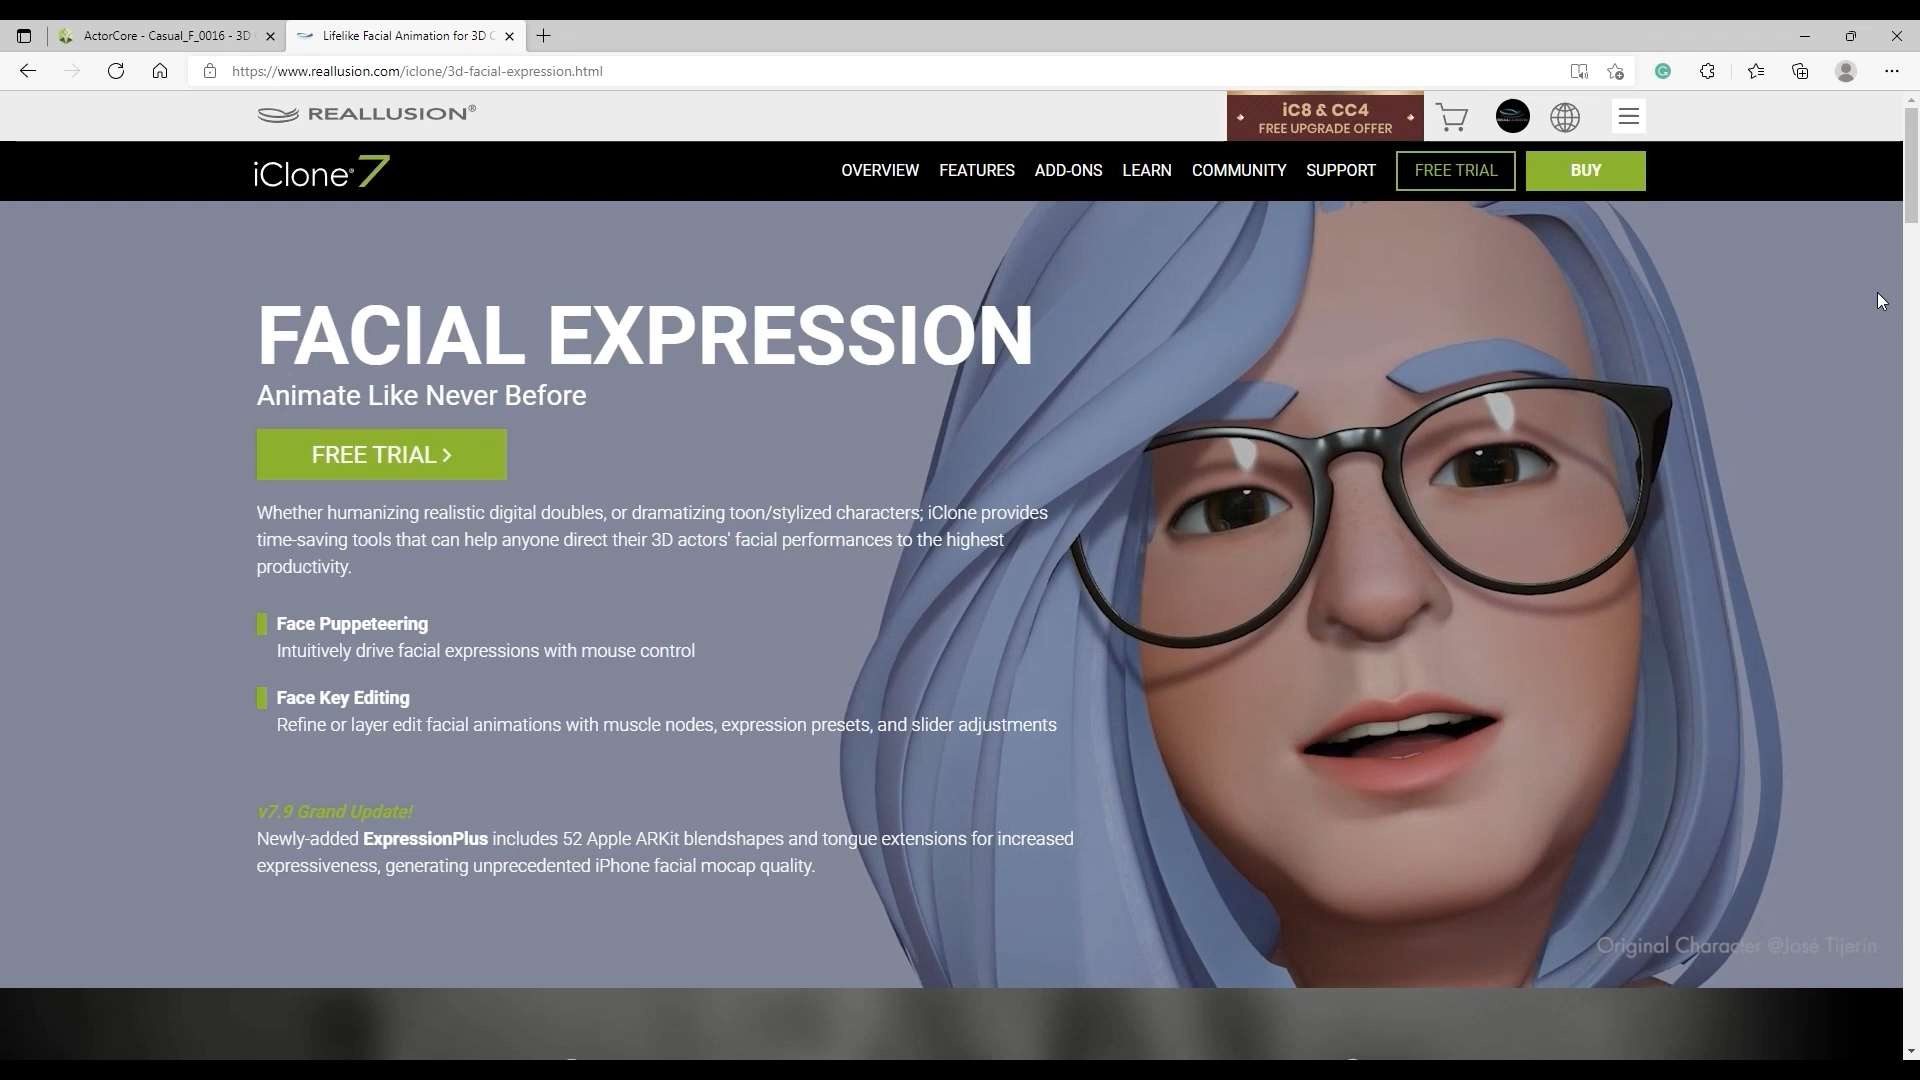 ActorCore - Casual_F_0016 - 3D
Lifelike Facial Animation for 3D C
https://www.reallusion.com/iclone/3d-facial-expression.html
REALLUSION®
iC8 & CC4
FREE UPGRADE OFFER
iClone® 7
OVERVIEW FEATURES ADD-ONS LEARN COMMUNITY SUPPORT FREE TRIAL BUY
FACIAL EXPRESSION
Animate Like Never Before
FREE TRIAL >
Whether humanizing realistic digital doubles, or dramatizing toon/stylized characters; iClone provides
time-saving tools that can help anyone direct their 3D actors' facial performances to the highest
productivity.
Face Puppeteering
Intuitively drive facial expressions with mouse control
Face Key Editing
Refine or layer edit facial animations with muscle nodes, expression presets, and slider adjustments
v7.9 Grand Update!
Newly-added ExpressionPlus includes 52 Apple ARKit blendshapes and tongue extensions for increased
expressiveness, generating unprecedented iPhone facial mocap quality.
Original Character @José Tijerín